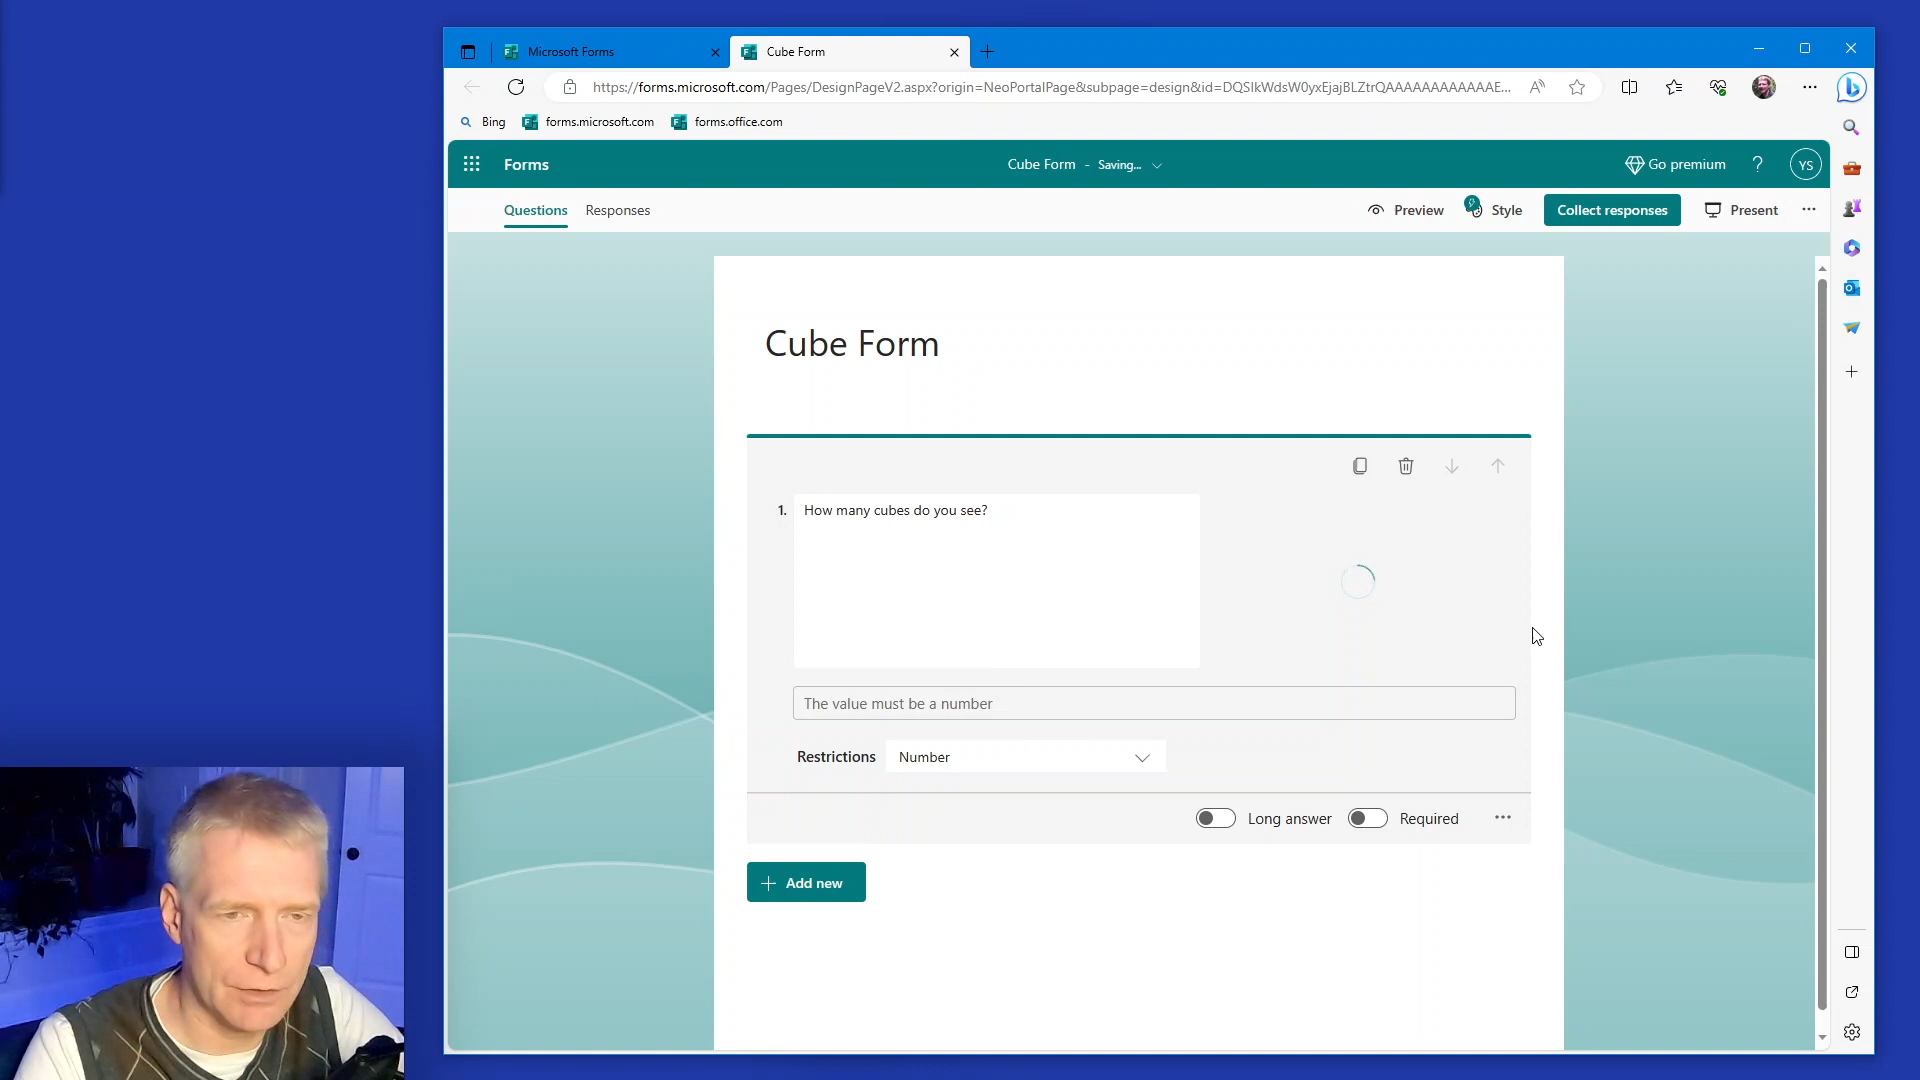 Microsoft Forms
Cube Form
https://forms.microsoft.com/Pages/DesignPageV2.aspx?origin=NeoPortalPage&subpage=design&id=DQSIkWdsW0yxEjajBLZtrQAAAAAAAAAAAAE...
Bing
forms.microsoft.com
forms.office.com
Forms
Cube Form - Saving...
Go premium
?
YS
Questions
Responses
Preview
Style
Collect responses
Present
Cube Form
1. How many cubes do you see?
The value must be a number
Restrictions
Number
Long answer
Required
Add new